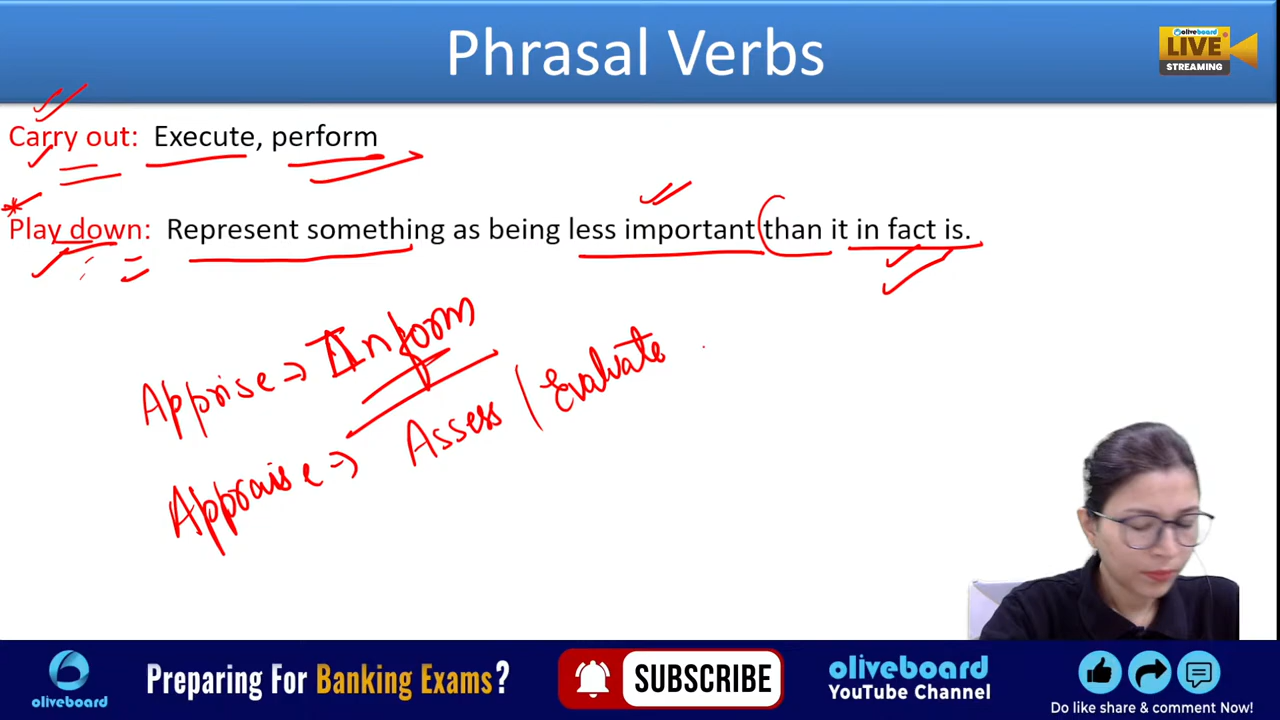 Phrasal Verbs
oliveboard
LIVE
STREAMING
Carry out: Execute, perform
Play down: Represent something as being less important than it in fact is.
Apprise => Inform
Appraise => Assess / Evaluate
oliveboard
Preparing For Banking Exams?
SUBSCRIBE
oliveboard
YouTube Channel
Do like share & comment Now!